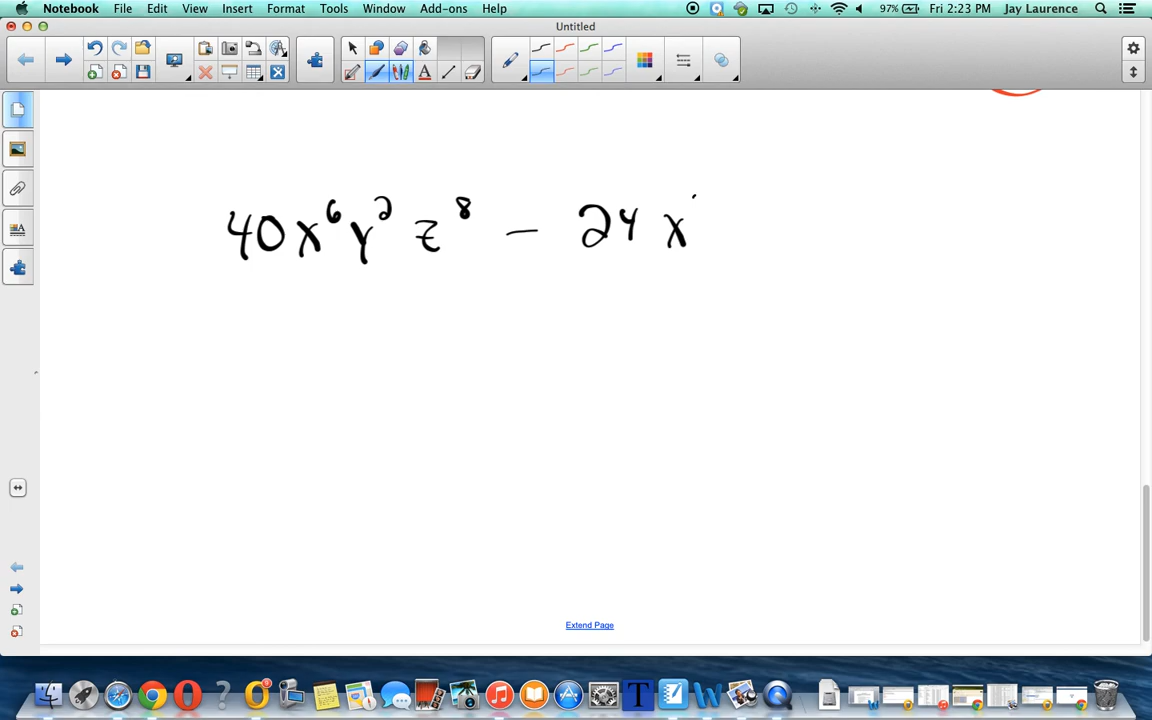 Notebook File Edit View Insert Format Tools Window Add-ons Help 97% Fri 2:23 PM Jay Laurence
Untitled
40x⁶y²z⁸ − 24x
Extend Page